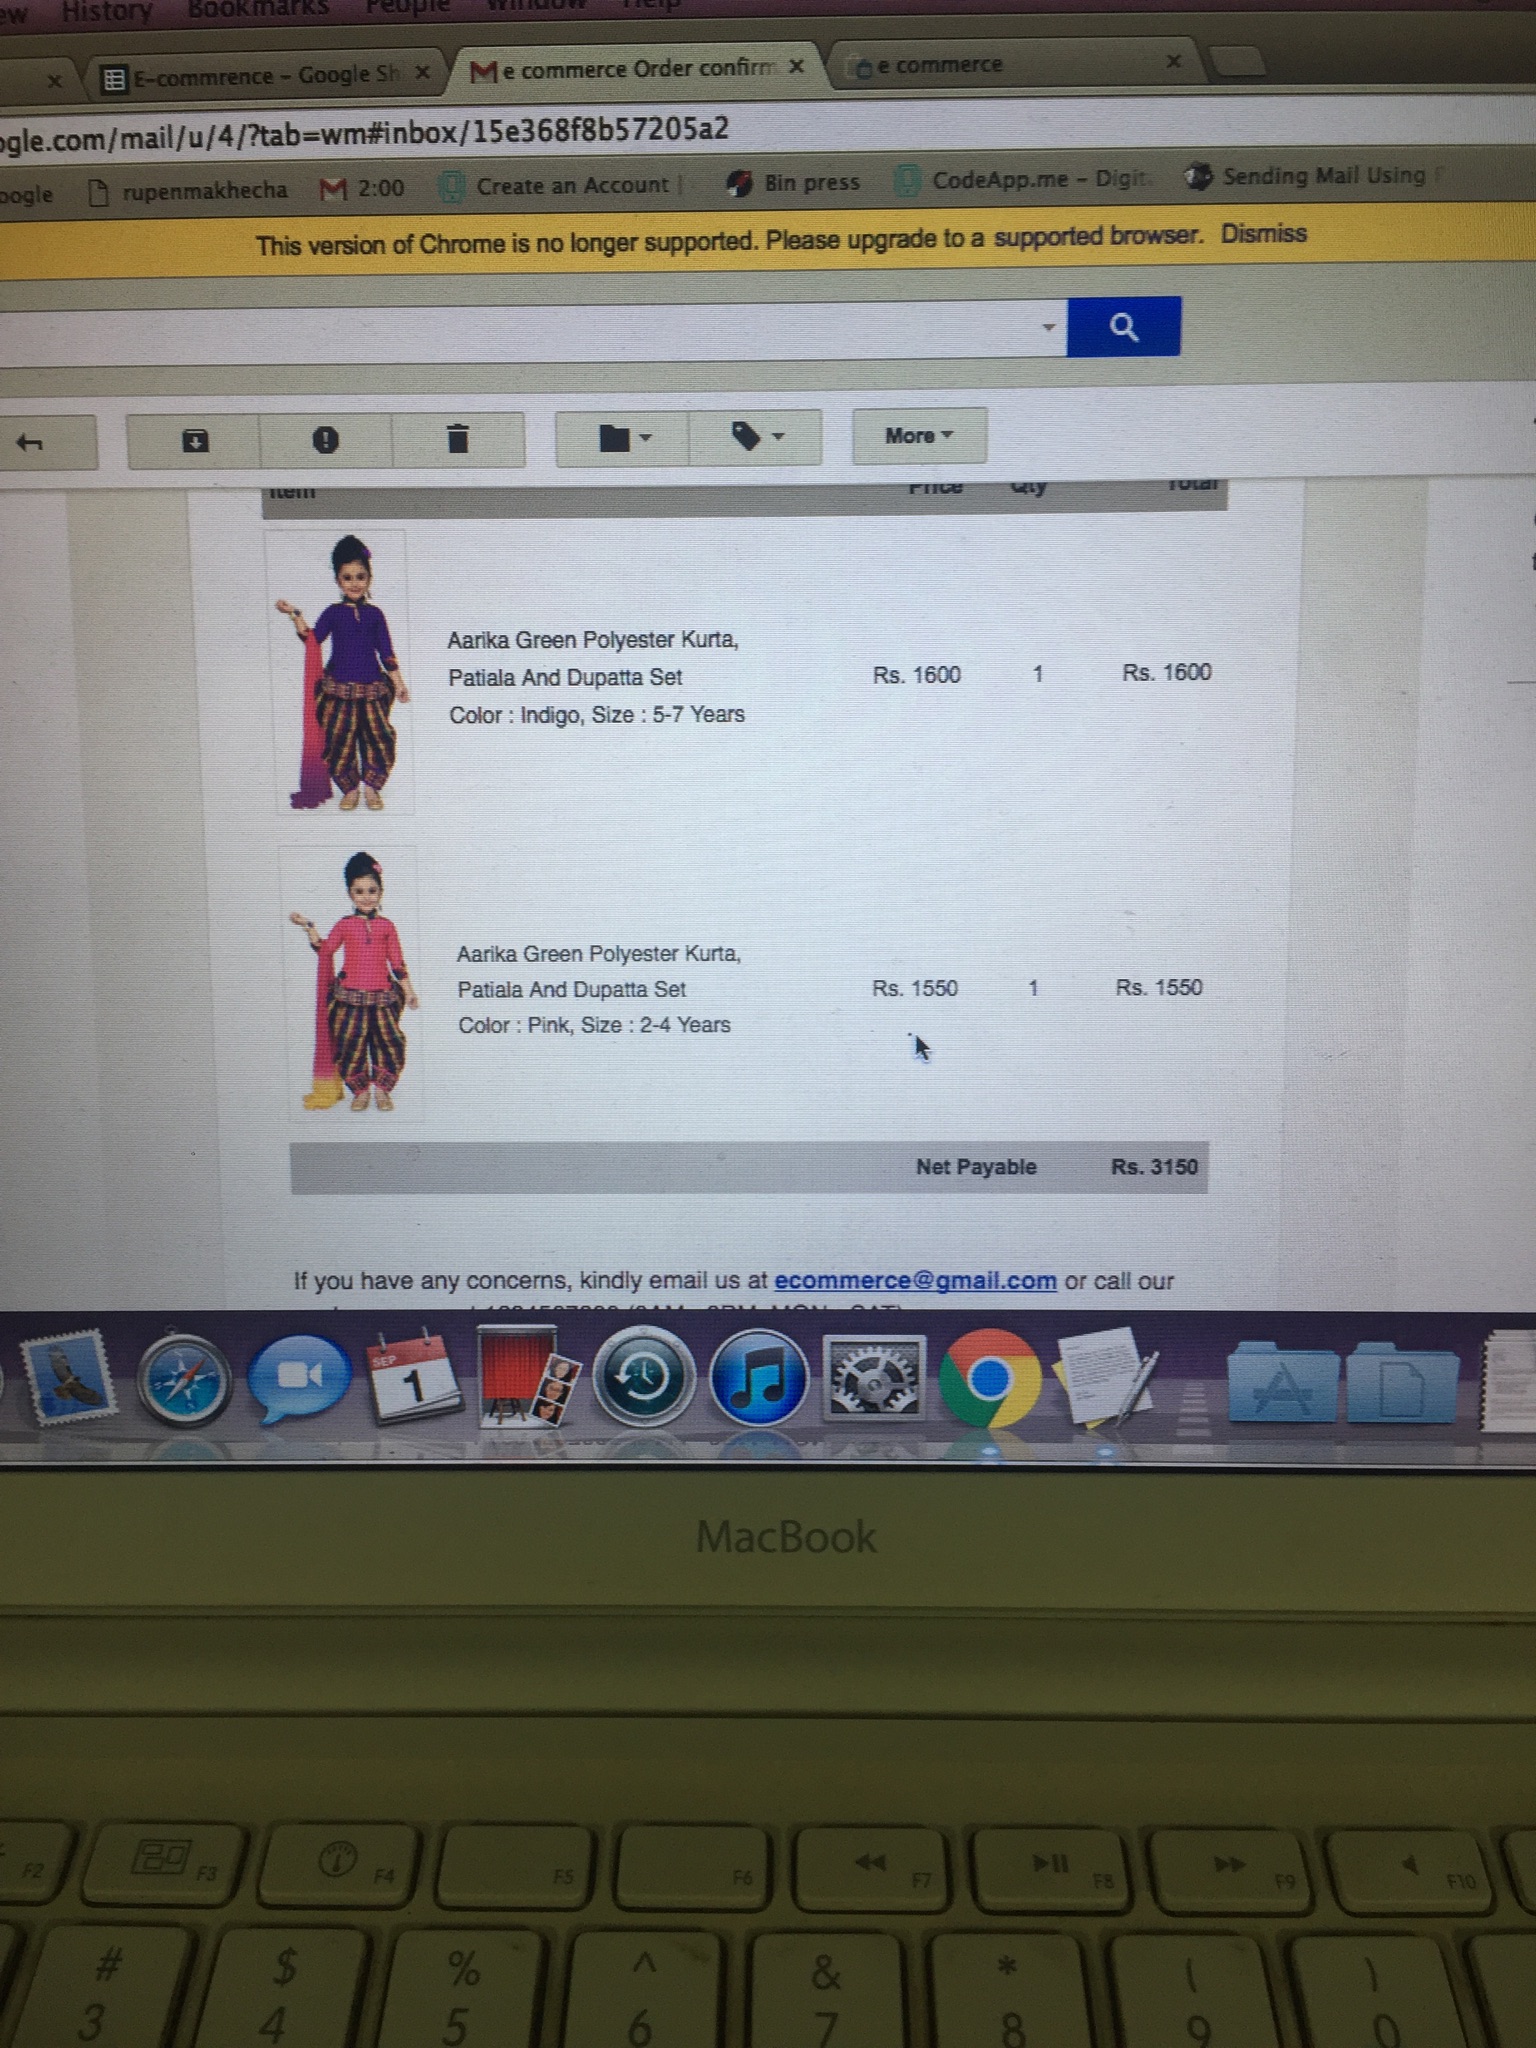 History Bookmarks People Window Help
E-commrence - Google Sh
e commerce Order confirm
e commerce
ogle.com/mail/u/4/?tab=wm#inbox/15e368f8b57205a2
oogle rupenmakhecha 2:00 Create an Account | Bin press CodeApp.me - Digit. Sending Mail Using
This version of Chrome is no longer supported. Please upgrade to a supported browser. Dismiss
More
Item Price Qty Total
Aarika Green Polyester Kurta,
Patiala And Dupatta Set
Color : Indigo, Size : 5-7 Years
Rs. 1600 1 Rs. 1600
Aarika Green Polyester Kurta,
Patiala And Dupatta Set
Color : Pink, Size : 2-4 Years
Rs. 1550 1 Rs. 1550
Net Payable Rs. 3150
If you have any concerns, kindly email us at ecommerce@gmail.com or call our
SEP
1
MacBook
F2 F3 F4 F5 F6 F7 F8 F9 F10
# $ % ^ & * ( )
3 4 5 6 7 8 9 0